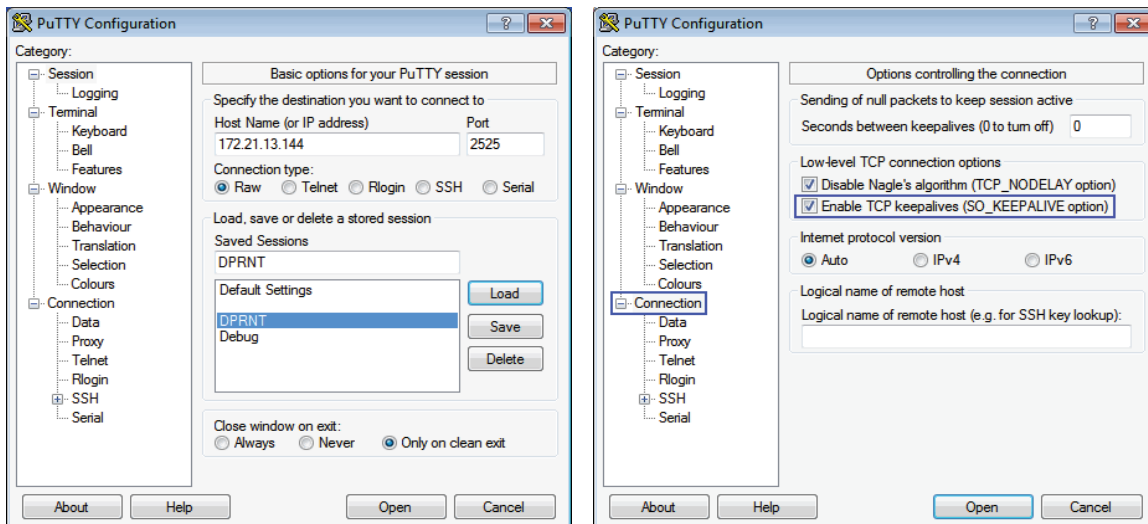 PuTTY Configuration
Category:
Session
Logging
Terminal
Keyboard
Bell
Features
Window
Appearance
Behaviour
Translation
Selection
Colours
Connection
Data
Proxy
Telnet
Rlogin
SSH
Serial
Basic options for your PuTTY session
Specify the destination you want to connect to
Host Name (or IP address) Port
172.21.13.144 2525
Connection type:
Raw Telnet Rlogin SSH Serial
Load, save or delete a stored session
Saved Sessions
DPRNT
Default Settings
DPRNT
Debug
Load
Save
Delete
Close window on exit:
Always Never Only on clean exit
About Help Open Cancel
PuTTY Configuration
Category:
Session
Logging
Terminal
Keyboard
Bell
Features
Window
Appearance
Behaviour
Translation
Selection
Colours
Connection
Data
Proxy
Telnet
Rlogin
SSH
Serial
Options controlling the connection
Sending of null packets to keep session active
Seconds between keepalives (0 to turn off) 0
Low-level TCP connection options
Disable Nagle's algorithm (TCP_NODELAY option)
Enable TCP keepalives (SO_KEEPALIVE option)
Internet protocol version
Auto IPv4 IPv6
Logical name of remote host
Logical name of remote host (e.g. for SSH key lookup):
About Help Open Cancel